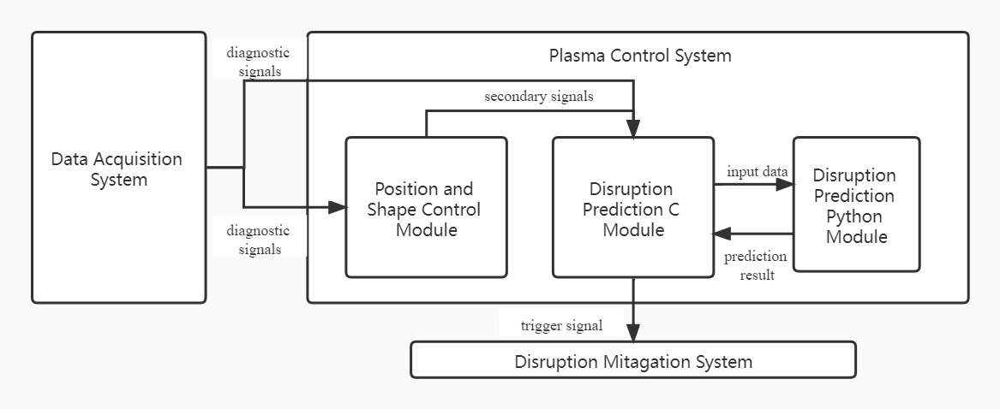 diagnostic
signals
Plasma Control System
secondary signals
Data Acquisition
System
Position and
Shape Control
Module
Disruption
Prediction C
Module
input data
Disruption
Prediction
Python
Module
diagnostic
signals
prediction
result
trigger signal
Disruption Mitagation System